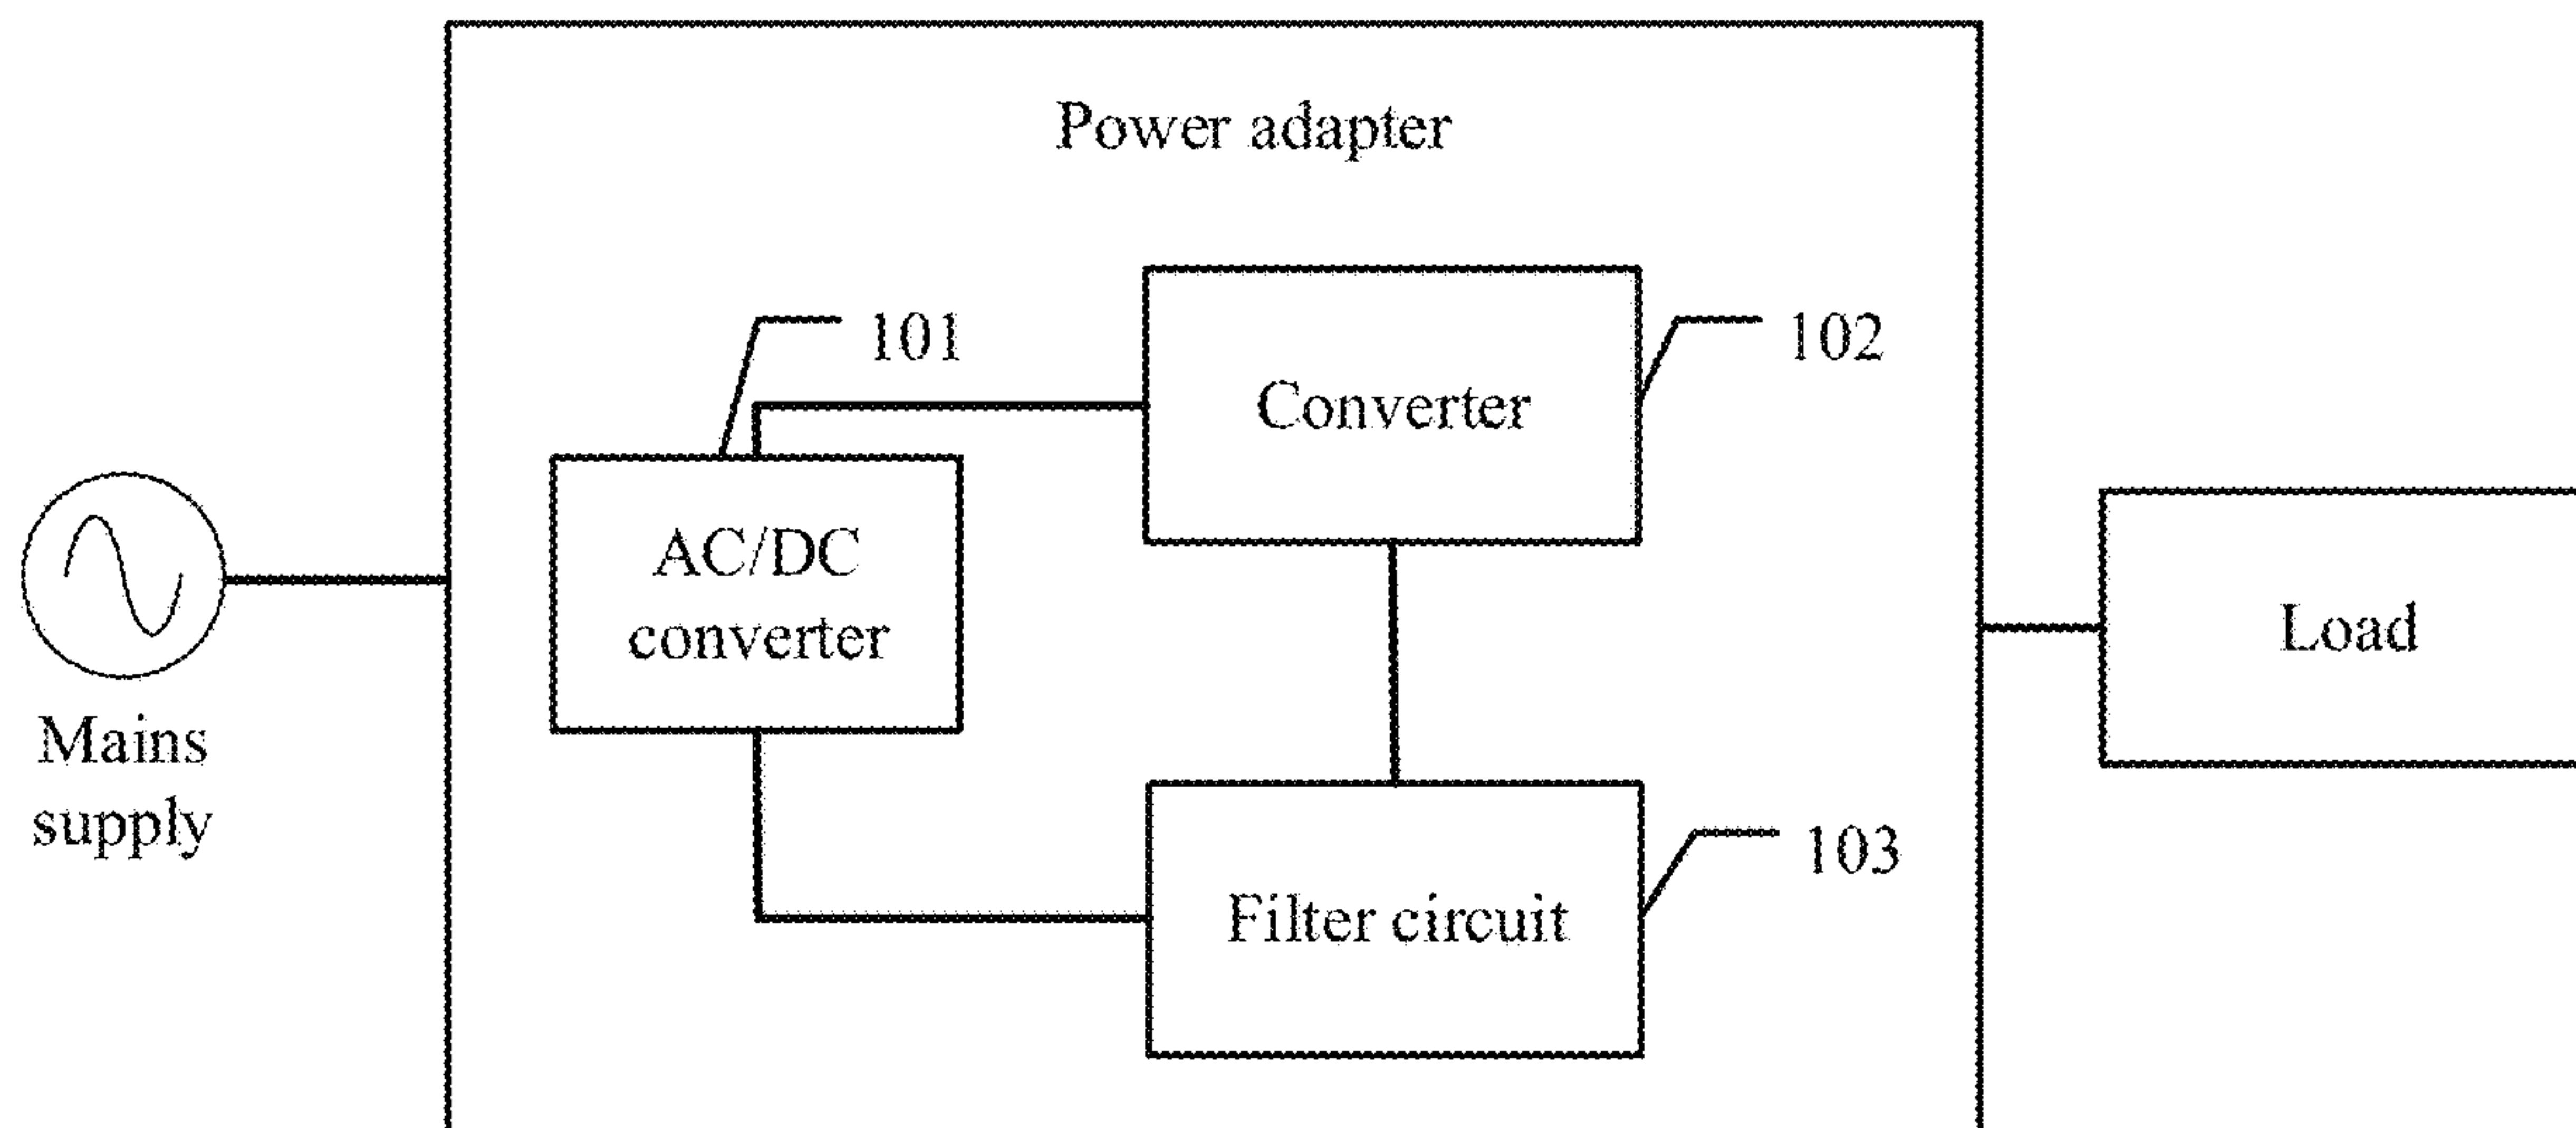 Power adapter
101
102
Converter
AC/DC
converter
Load
Mains
supply
103
Filter circuit